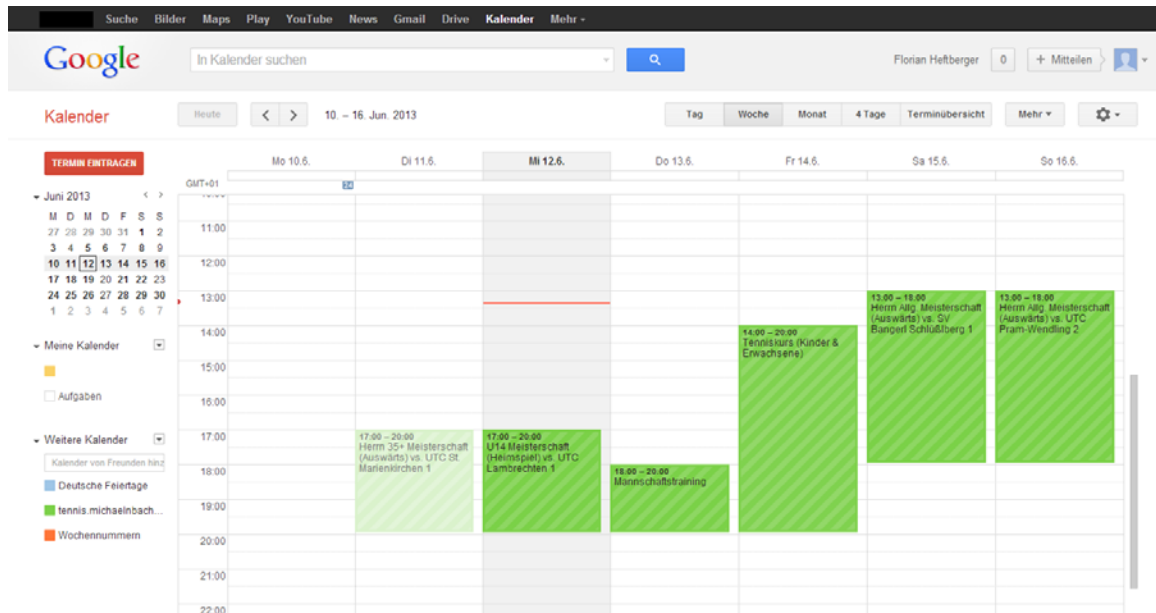 Suche Bilder Maps Play YouTube News Gmail Drive Kalender Mehr
Google
In Kalender suchen
Florian Heftberger 0 + Mitteilen
Kalender
Heute < > 10. – 16. Jun. 2013
Tag Woche Monat 4 Tage Terminübersicht Mehr
TERMIN EINTRAGEN
Juni 2013 < >
M D M D F S S
27 28 29 30 31 1 2
3 4 5 6 7 8 9
10 11 12 13 14 15 16
17 18 19 20 21 22 23
24 25 26 27 28 29 30
1 2 3 4 5 6 7
Meine Kalender
Aufgaben
Weitere Kalender
Kalender von Freunden hinz
Deutsche Feiertage
tennis.michaelnbach...
Wochennummern
Mo 10.6. Di 11.6. Mi 12.6. Do 13.6. Fr 14.6. Sa 15.6. So 16.6.
GMT+01
24
11:00
12:00
13:00
14:00
15:00
16:00
17:00
18:00
19:00
20:00
21:00
22:00
17:00 – 20:00
Herrn 35+ Meisterschaft
(Auswärts) vs. UTC St.
Marienkirchen 1
17:00 – 20:00
U14 Meisterschaft
(Heimspiel) vs. UTC
Lambrechten 1
18:00 – 20:00
Mannschaftstraining
14:00 – 20:00
Tenniskurs (Kinder &
Erwachsene)
13:00 – 18:00
Herrn Allg. Meisterschaft
(Auswärts) vs. SV
Bangerl Schlüßlberg 1
13:00 – 18:00
Herrn Allg. Meisterschaft
(Auswärts) vs. UTC
Pram-Wendling 2